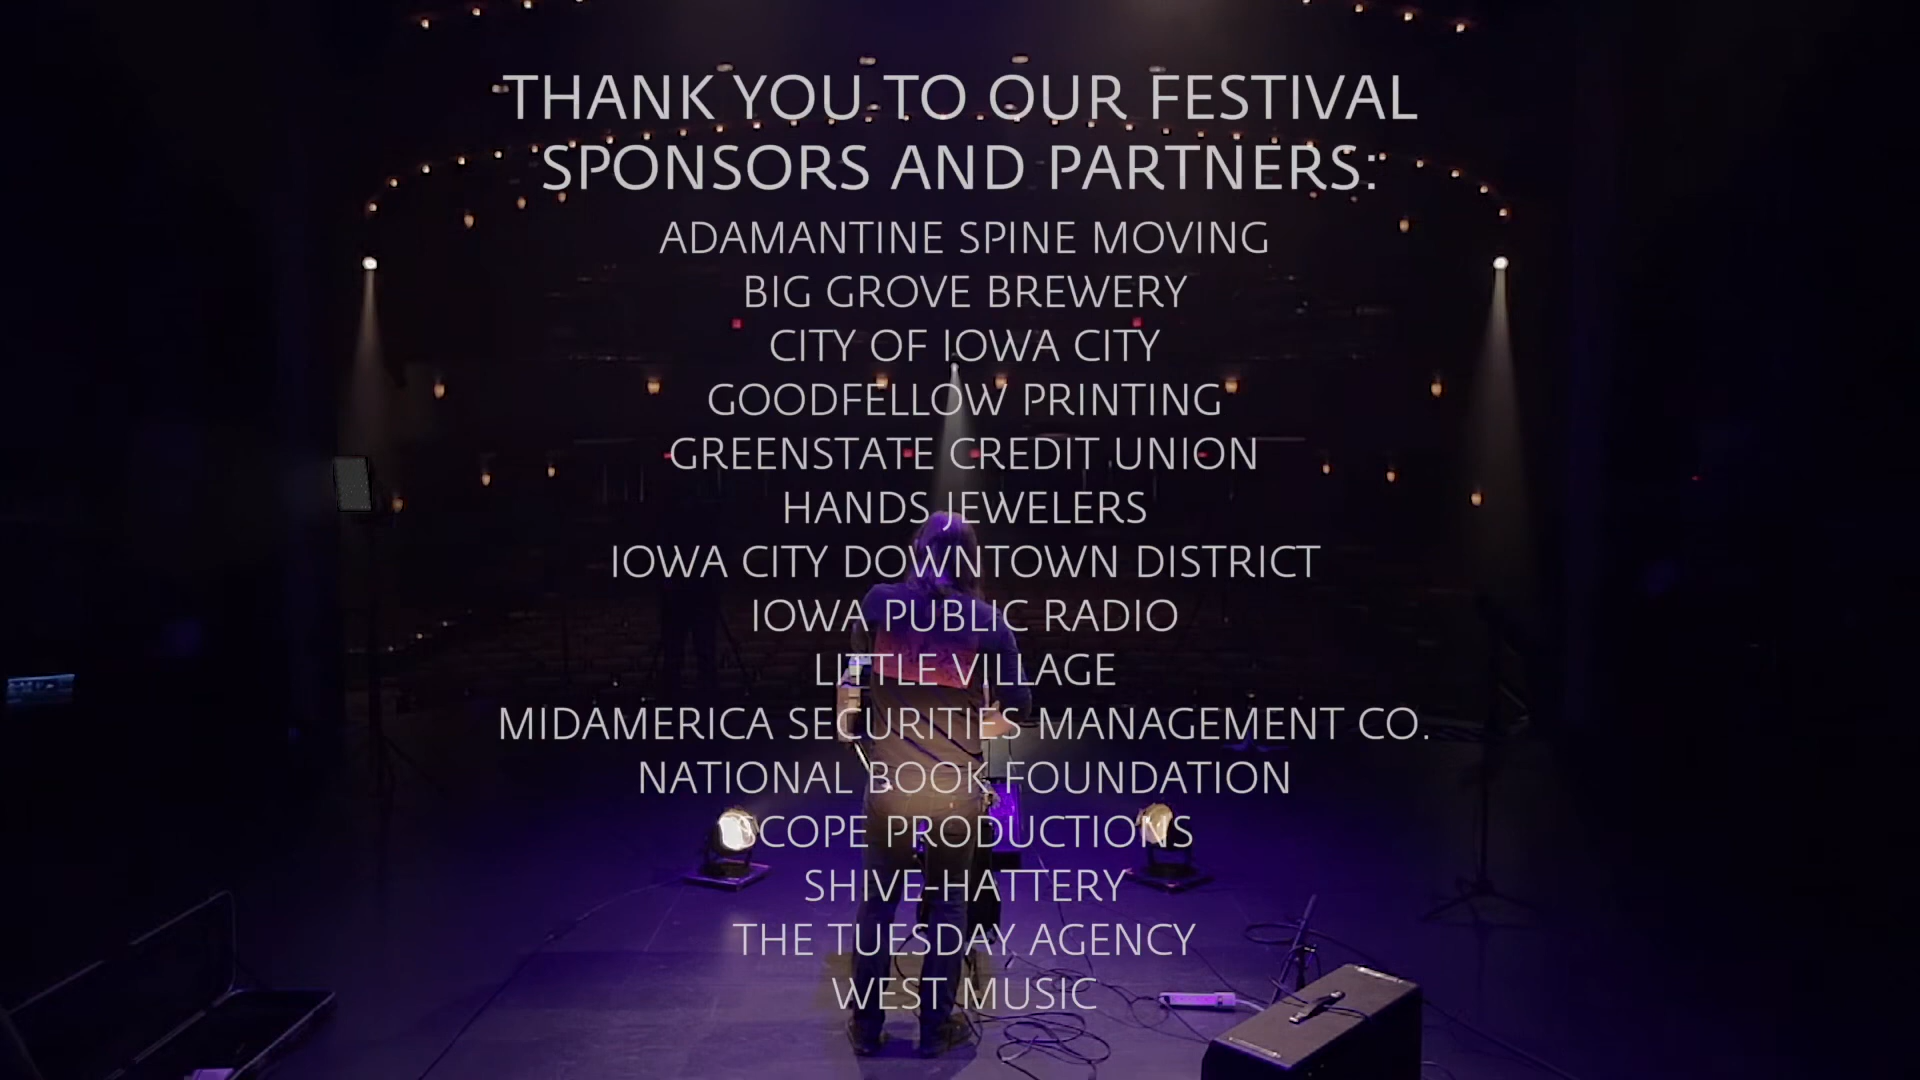 THANK YOU TO OUR FESTIVAL
SPONSORS AND PARTNERS:
ADAMANTINE SPINE MOVING
BIG GROVE BREWERY
CITY OF IOWA CITY
GOODFELLOW PRINTING
GREENSTATE CREDIT UNION
HANDS JEWELERS
IOWA CITY DOWNTOWN DISTRICT
IOWA PUBLIC RADIO
LITTLE VILLAGE
MIDAMERICA SECURITIES MANAGEMENT CO.
NATIONAL BOOK FOUNDATION
SCOPE PRODUCTIONS
SHIVE-HATTERY
THE TUESDAY AGENCY
WEST MUSIC